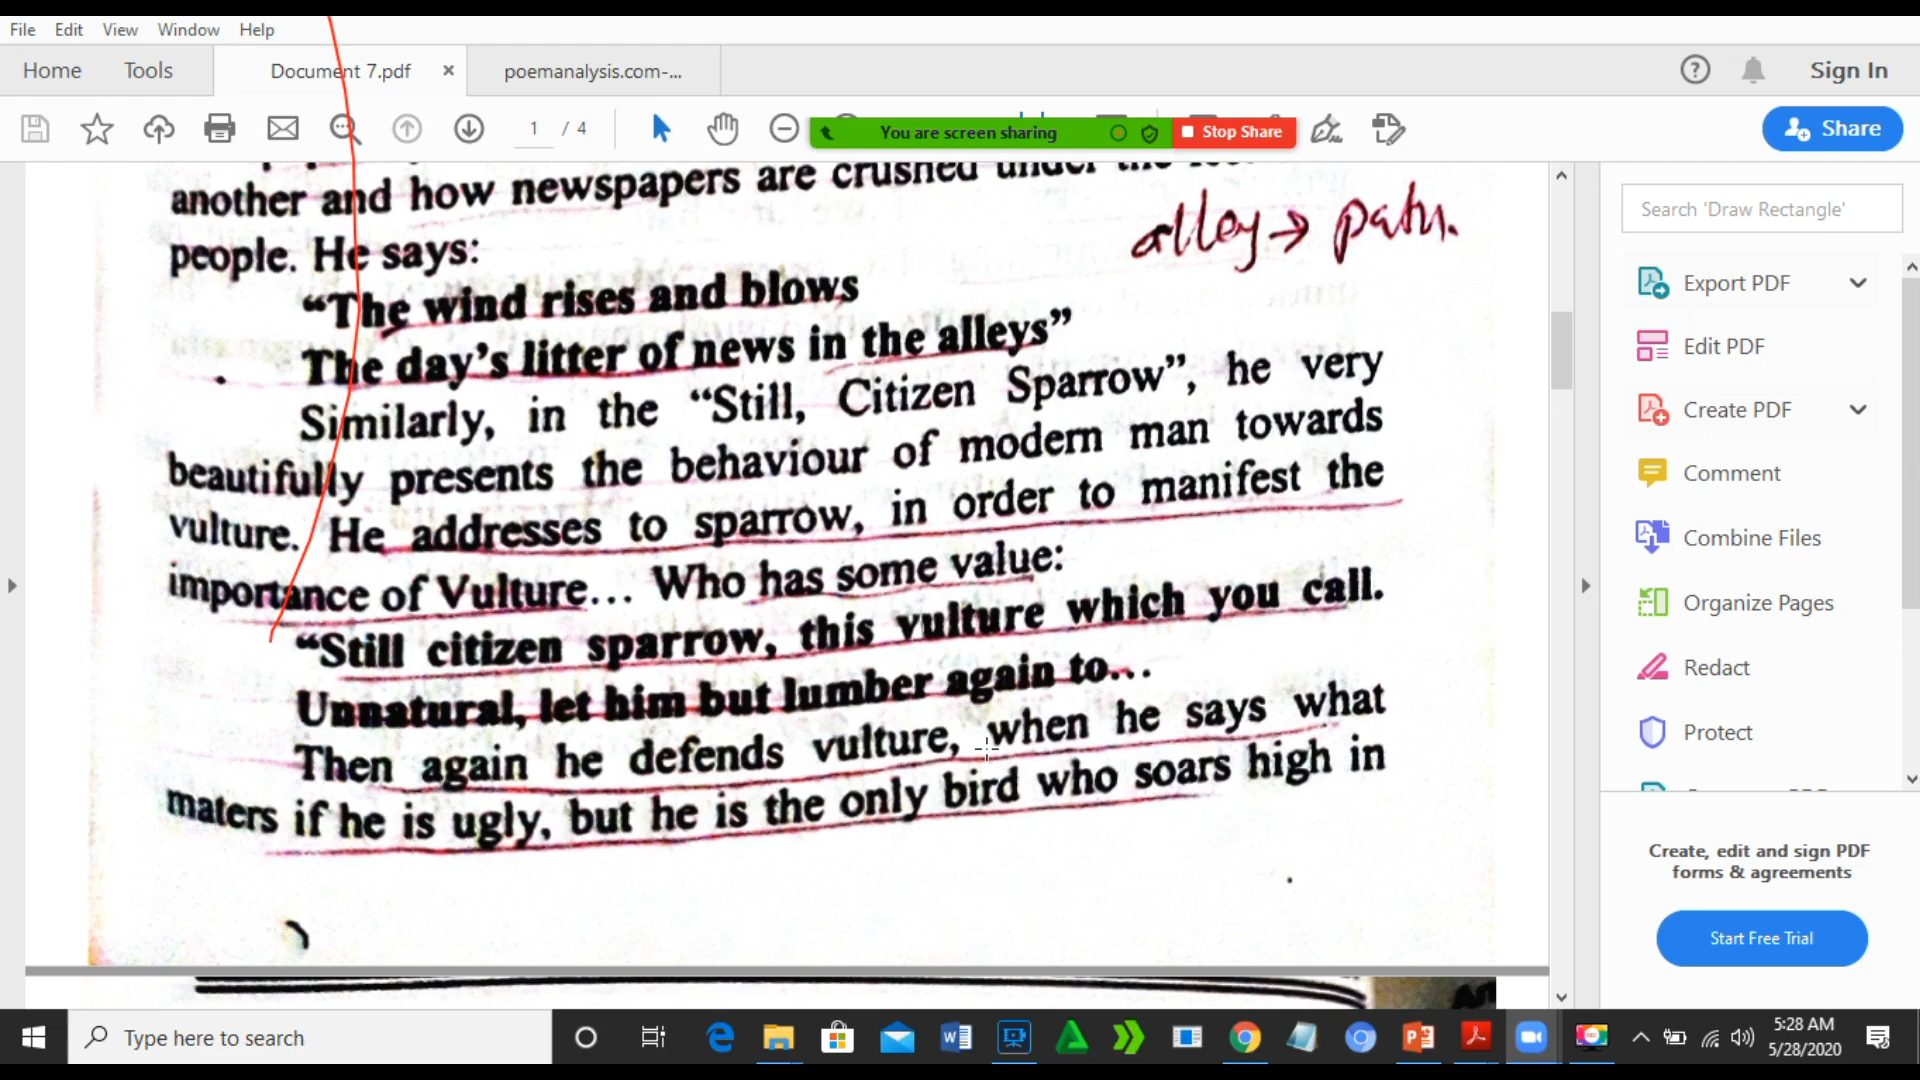 File Edit View Window Help
Home Tools Document 7.pdf × poemanalysis.com-... Sign In
1 / 4 You are screen sharing Stop Share Share
another and how newspapers are crushed under the
people. He says:
alley → path.
“The wind rises and blows
The day’s litter of news in the alleys”
Similarly, in the “Still, Citizen Sparrow”, he very
beautifully presents the behaviour of modern man towards
vulture. He addresses to sparrow, in order to manifest the
importance of Vulture... Who has some value:
“Still citizen sparrow, this vulture which you call.
Unnatural, let him but lumber again to...
Then again he defends vulture, when he says what
maters if he is ugly, but he is the only bird who soars high in
Search 'Draw Rectangle'
Export PDF
Edit PDF
Create PDF
Comment
Combine Files
Organize Pages
Redact
Protect
Create, edit and sign PDF
forms & agreements
Start Free Trial
Type here to search
5:28 AM
5/28/2020